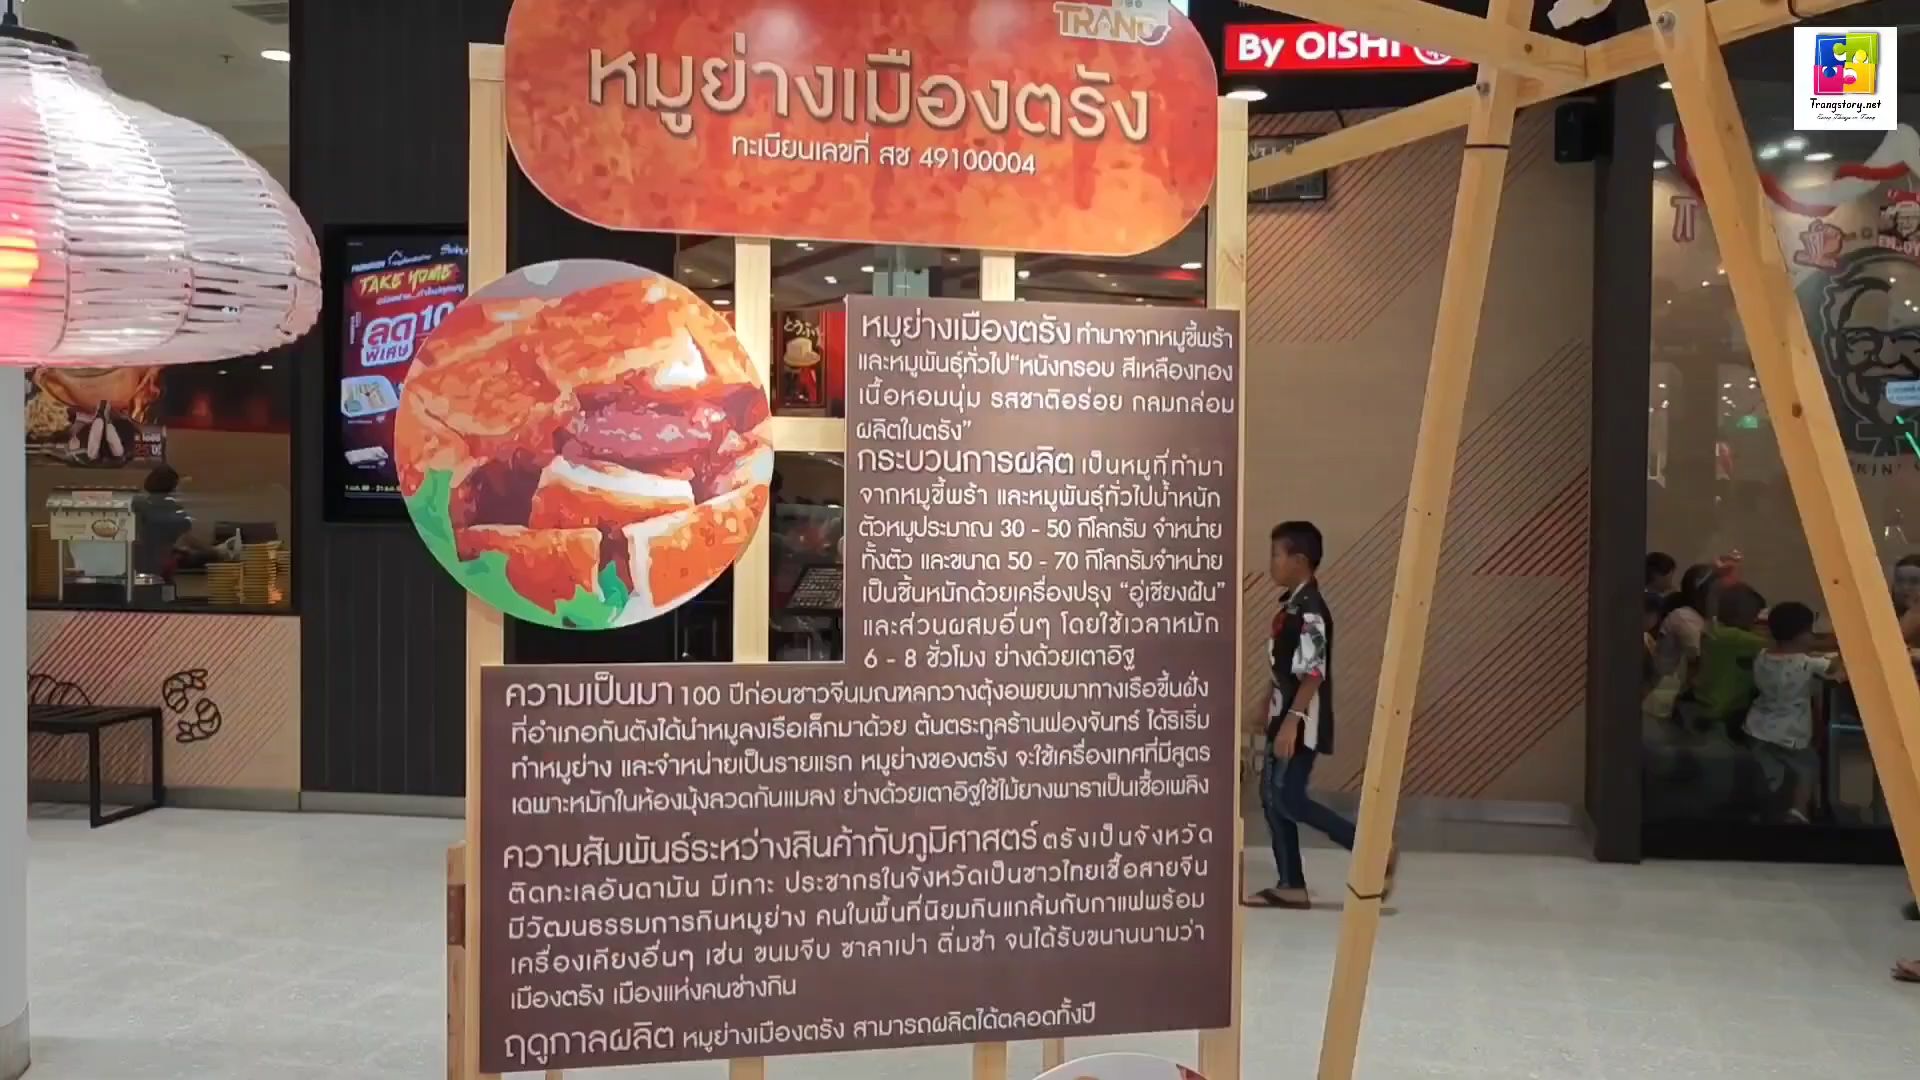 TRANG
หมูย่างเมืองตรัง
ทะเบียนเลขที่ สช 49100004
By OISHI
Trangstory.net
TAKE HOME
ลด 10
พิเศษ
หมูย่างเมืองตรัง ทำมาจากหมูขี้พร้า
และหมูพันธุ์ทั่วไป"หนังกรอบ สีเหลืองทอง
เนื้อหอมนุ่ม รสชาติอร่อย กลมกล่อม
ผลิตในตรัง"
กระบวนการผลิต เป็นหมูที่ทำมา
จากหมูขี้พร้า และหมูพันธุ์ทั่วไปน้ำหนัก
ตัวหมูประมาณ 30 - 50 กิโลกรัม จำหน่าย
ทั้งตัว และขนาด 50 - 70 กิโลกรัมจำหน่าย
เป็นชิ้นหมักด้วยเครื่องปรุง "อู่เชียงฝัน"
และส่วนผสมอื่นๆ โดยใช้เวลาหมัก
6 - 8 ชั่วโมง ย่างด้วยเตาอิฐ
ความเป็นมา 100 ปีก่อนชาวจีนมณฑลกวางตุ้งอพยบมาทางเรือขึ้นฝั่ง
ที่อำเภอกันตังได้นำหมูลงเรือเล็กมาด้วย ต้นตระกูลร้านฟองจันทร์ ได้ริเริ่ม
ทำหมูย่าง และจำหน่ายเป็นรายแรก หมูย่างของตรัง จะใช้เครื่องเทศที่มีสูตร
เฉพาะหมักในห้องมุ้งลวดกันแมลง ย่างด้วยเตาอิฐใช้ไม้ยางพาราเป็นเชื้อเพลิง
ความสัมพันธ์ระหว่างสินค้ากับภูมิศาสตร์ ตรังเป็นจังหวัด
ติดทะเลอันดามัน มีเกาะ ประชากรในจังหวัดเป็นชาวไทยเชื้อสายจีน
มีวัฒนธรรมการกินหมูย่าง คนในพื้นที่นิยมกินแกล้มกับกาแฟพร้อม
เครื่องเคียงอื่นๆ เช่น ขนมจีบ ซาลาเปา ติ่มซำ จนได้รับขนานนามว่า
เมืองตรัง เมืองแห่งคนช่างกิน
ฤดูกาลผลิต หมูย่างเมืองตรัง สามารถผลิตได้ตลอดทั้งปี